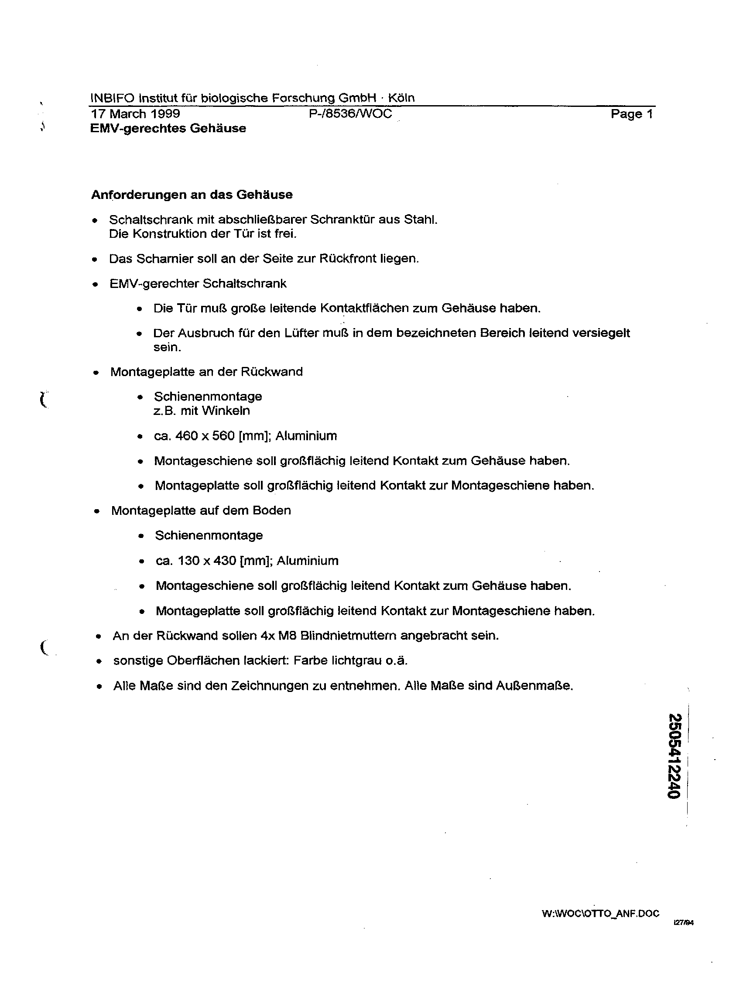 INBIFO Institut für biologische Forschung GmbH · Köln
17 March 1999 P-/8536/WOC Page 1
EMV-gerechtes Gehäuse
Anforderungen an das Gehäuse
• Schaltschrank mit abschließbarer Schranktür aus Stahl.
Die Konstruktion der Tür ist frei.
• Das Scharnier soll an der Seite zur Rückfront liegen.
• EMV-gerechter Schaltschrank
• Die Tür muß große leitende Kontaktflächen zum Gehäuse haben.
• Der Ausbruch für den Lüfter muß in dem bezeichneten Bereich leitend versiegelt
sein.
• Montageplatte an der Rückwand
• Schienenmontage
z.B. mit Winkeln
• ca. 460 x 560 [mm]; Aluminium
• Montageschiene soll großflächig leitend Kontakt zum Gehäuse haben.
• Montageplatte soll großflächig leitend Kontakt zur Montageschiene haben.
• Montageplatte auf dem Boden
• Schienenmontage
• ca. 130 x 430 [mm]; Aluminium
• Montageschiene soll großflächig leitend Kontakt zum Gehäuse haben.
• Montageplatte soll großflächig leitend Kontakt zur Montageschiene haben.
• An der Rückwand sollen 4x M8 Blindnietmuttern angebracht sein.
• sonstige Oberflächen lackiert: Farbe lichtgrau o.ä.
• Alle Maße sind den Zeichnungen zu entnehmen. Alle Maße sind Außenmaße.
2505412240
W:\WOC\OTTO_ANF.DOC
I27/94